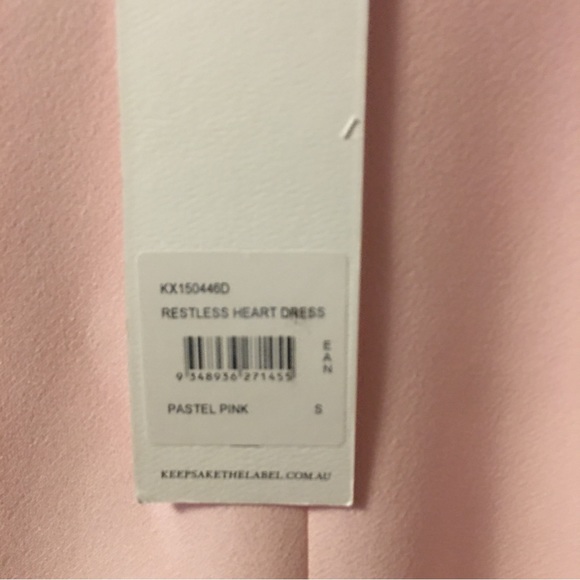 KX150446D
RESTLESS HEART DRESS
EAN
9 348936 271455
PASTEL PINK S
KEEPSAKETHELABEL.COM.AU